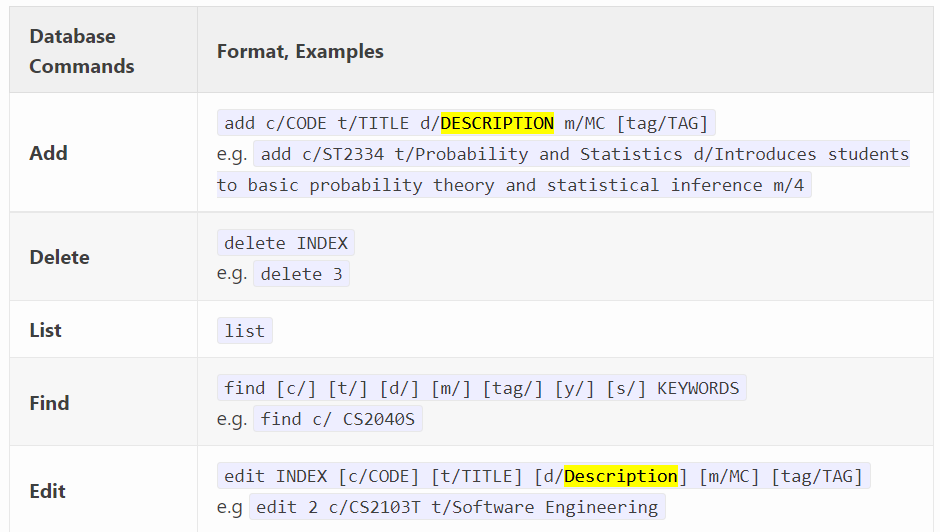 Database
Commands
Format, Examples
Add
add c/CODE t/TITLE d/DESCRIPTION m/MC [tag/TAG]
e.g. add c/ST2334 t/Probability and Statistics d/Introduces students
to basic probability theory and statistical inference m/4
Delete
delete INDEX
e.g. delete 3
List
list
Find
find [c/] [t/] [d/] [m/] [tag/] [y/] [s/] KEYWORDS
e.g. find c/ CS2040S
Edit
edit INDEX [c/CODE] [t/TITLE] [d/Description] [m/MC] [tag/TAG]
e.g edit 2 c/CS2103T t/Software Engineering